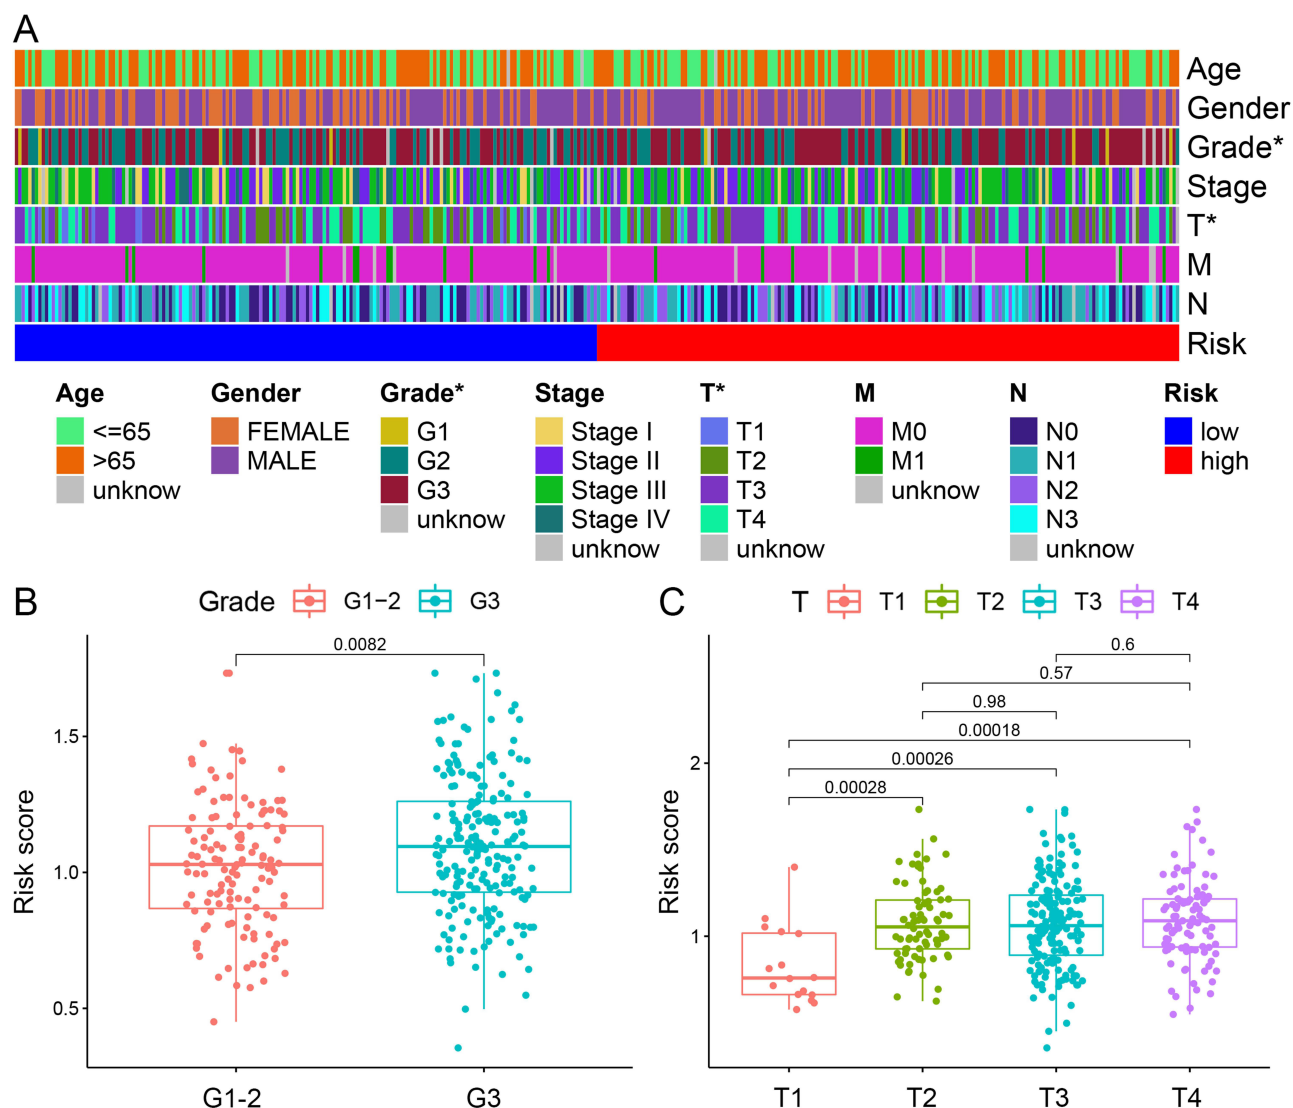 A
Age
Gender
Grade*
Stage
T*
M
N
Risk
Age Gender Grade* Stage T* M N Risk
<=65 FEMALE G1 Stage I T1 M0 N0 low
>65 MALE G2 Stage II T2 M1 N1 high
unknow G3 Stage III T3 unknow N2
unknow Stage IV T4 N3
unknow unknow unknow
B Grade G1−2 G3
0.0082
Risk score
1.5
1.0
0.5
G1-2 G3
C T T1 T2 T3 T4
0.6
0.57
0.98
0.00018
0.00026
0.00028
Risk score
2
1
T1 T2 T3 T4